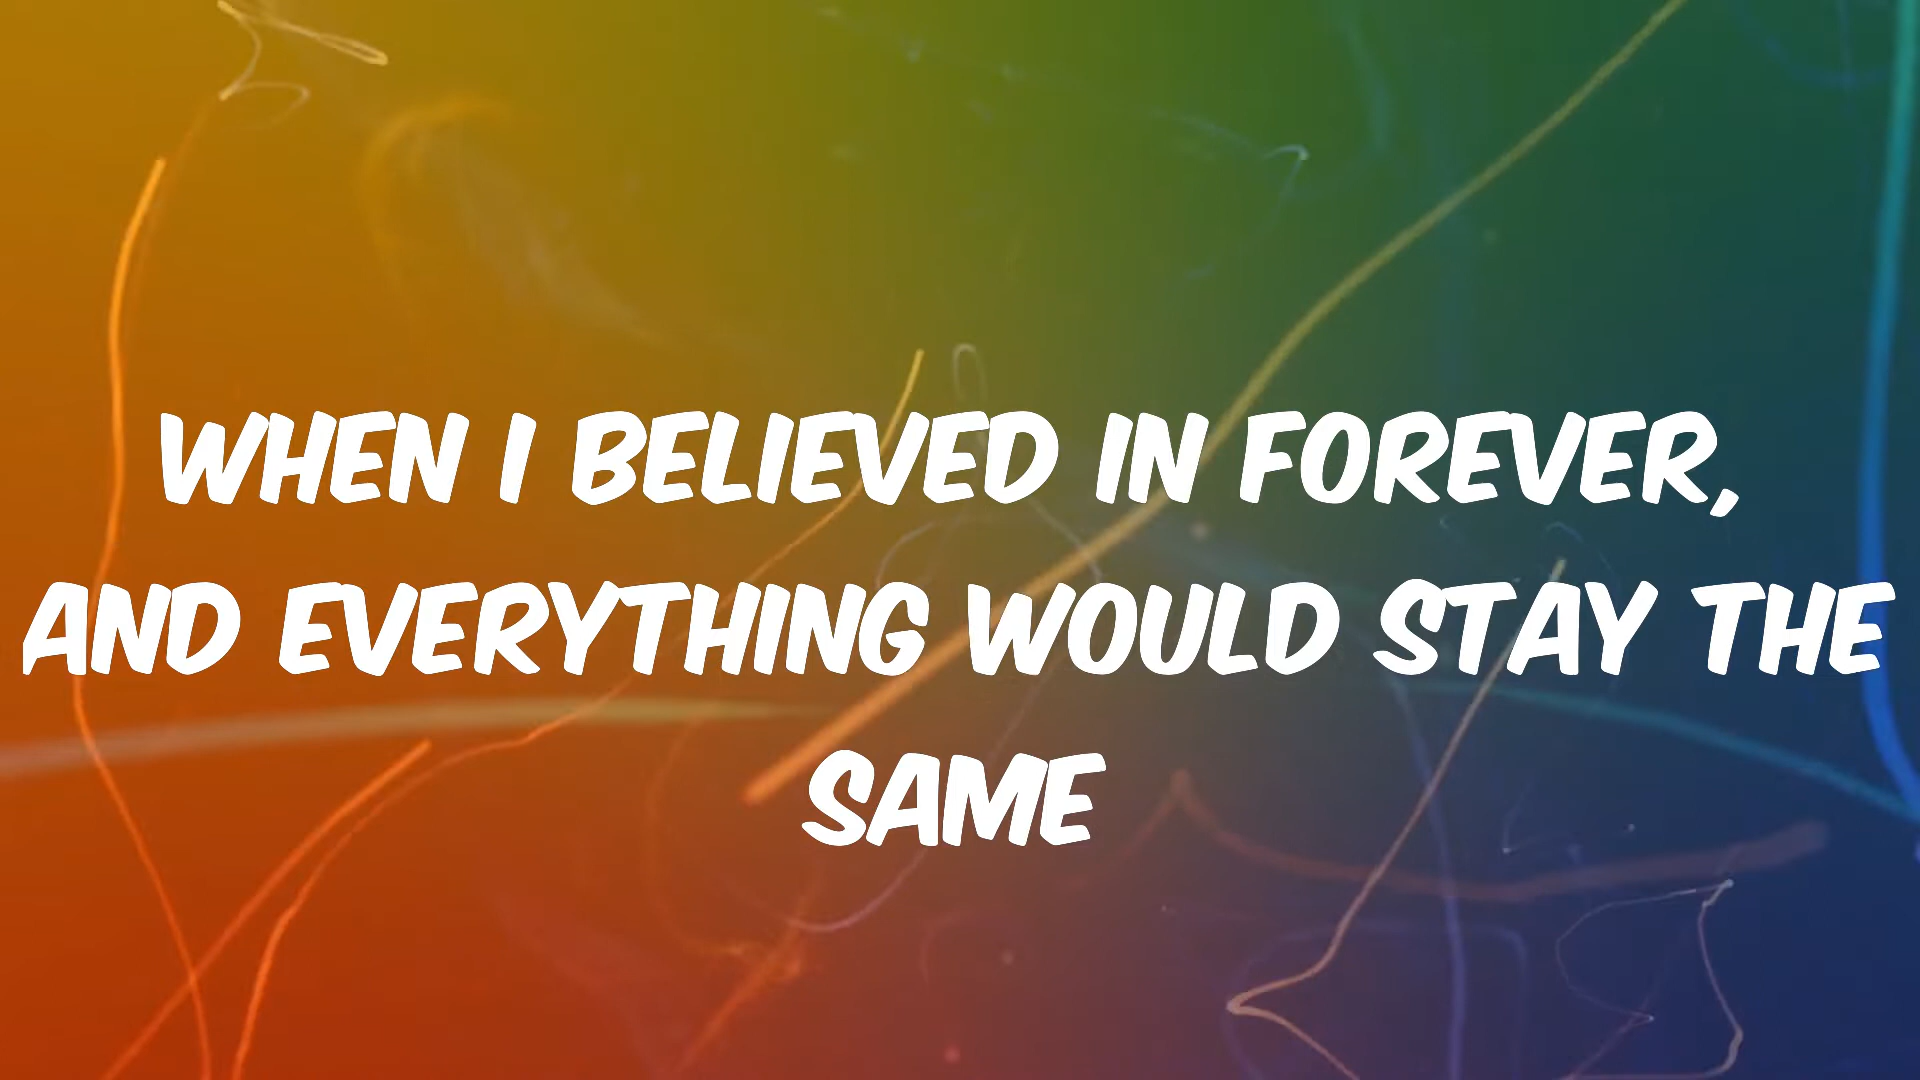 WHEN I BELIEVED IN FOREVER,
AND EVERYTHING WOULD STAY THE
SAME